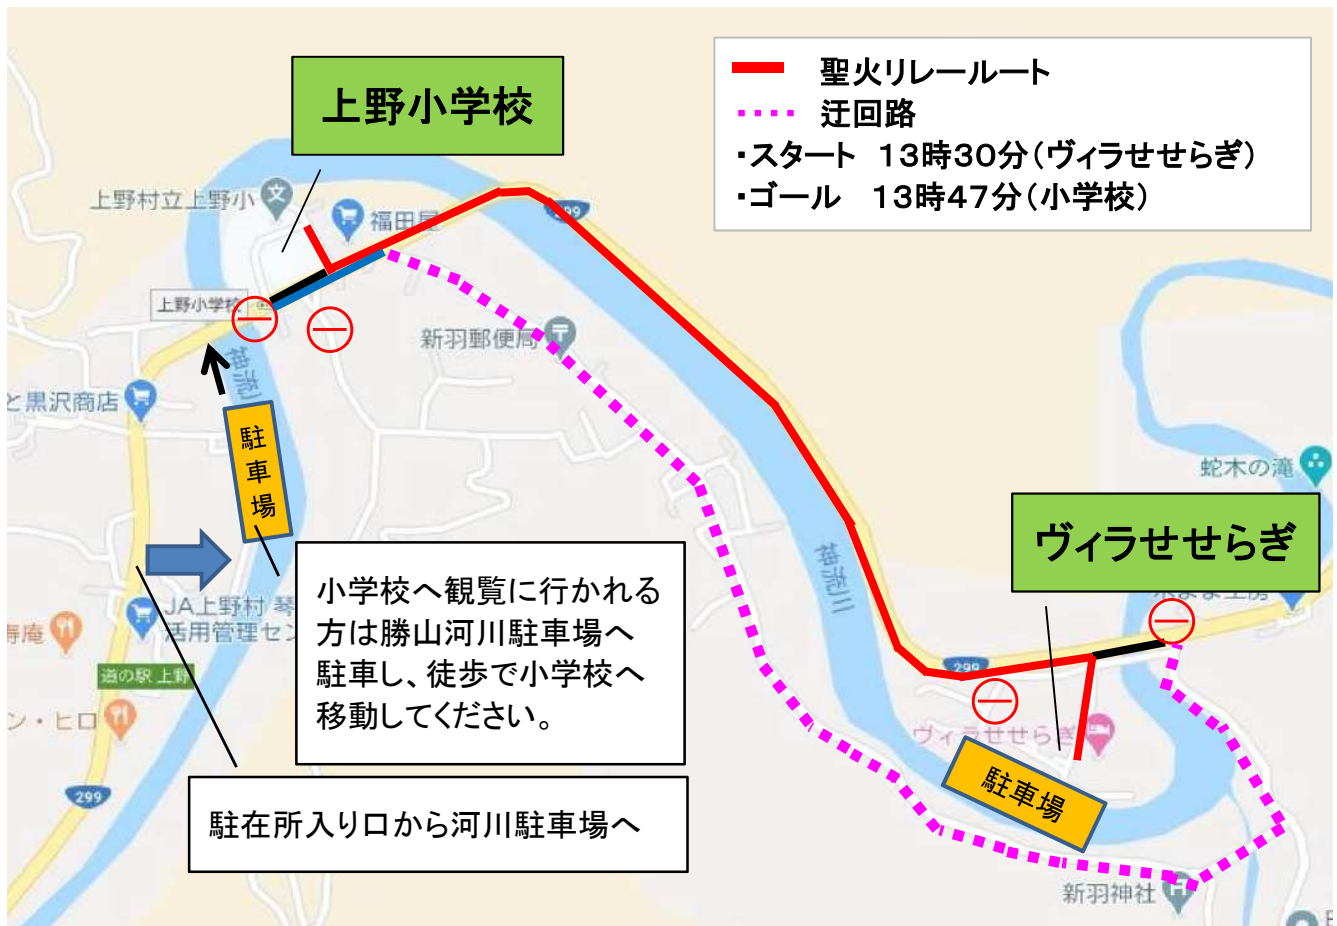 上野小学校
聖火リレールート
迂回路
・スタート　13時30分（ヴィラせせらぎ）
・ゴール　13時47分（小学校）
上野村立上野小
福田屋
299
上野小学校
新羽郵便局
神流川
と黒沢商店
駐車場
蛇木の滝
ヴィラせせらぎ
神流川
小学校へ観覧に行かれる
方は勝山河川駐車場へ
駐車し、徒歩で小学校へ
移動してください。
JA上野村 琴
活用管理セン
寿庵
道の駅 上野
299
ン・ヒロ
ヴィラせせらぎ
駐車場
299
駐在所入り口から河川駐車場へ
新羽神社